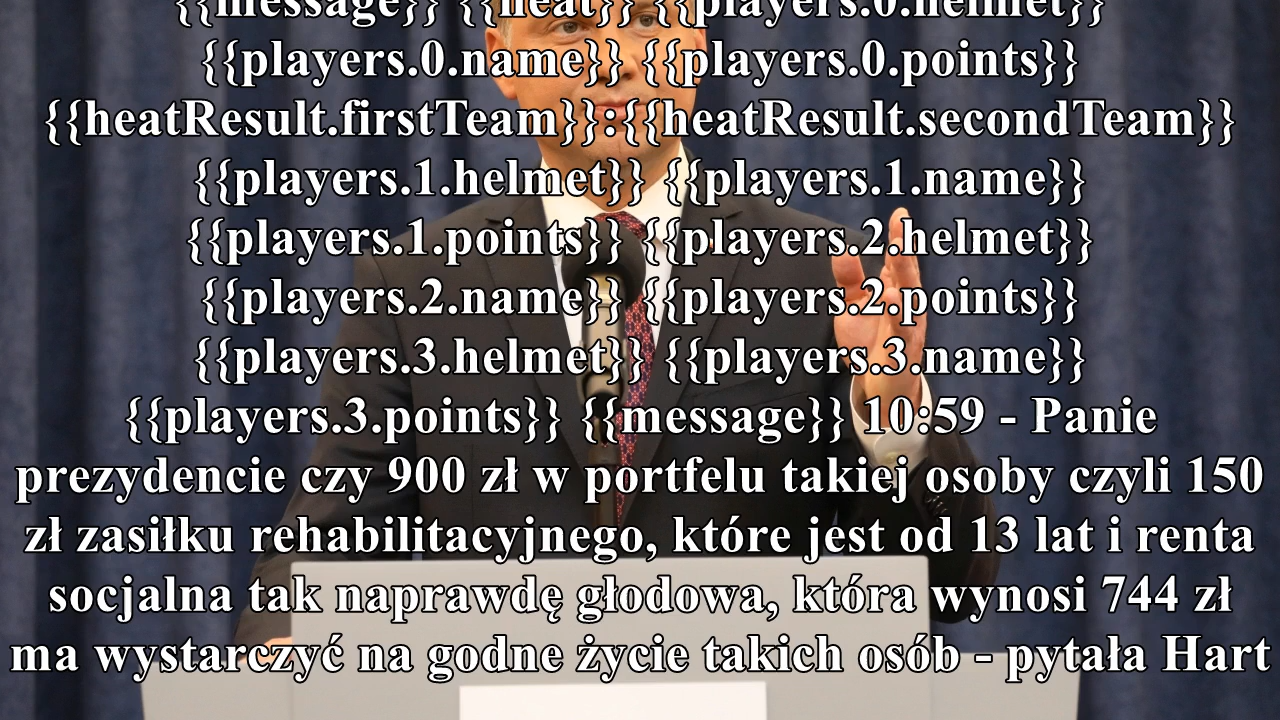 {{message}} {{heat}} {{players.0.helmet}}
{{players.0.name}} {{players.0.points}}
{{heatResult.firstTeam}}:{{heatResult.secondTeam}}
{{players.1.helmet}} {{players.1.name}}
{{players.1.points}} {{players.2.helmet}}
{{players.2.name}} {{players.2.points}}
{{players.3.helmet}} {{players.3.name}}
{{players.3.points}} {{message}} 10:59 - Panie
prezydencie czy 900 zł w portfelu takiej osoby czyli 150
zł zasiłku rehabilitacyjnego, które jest od 13 lat i renta
socjalna tak naprawdę głodowa, która wynosi 744 zł
ma wystarczyć na godne życie takich osób - pytała Hart